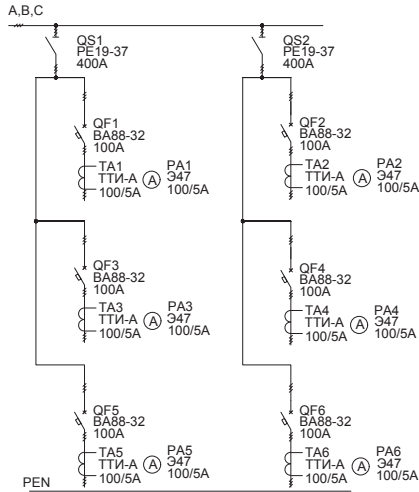 A,B,C
QS1
РЕ19-37
400А
QS2
РЕ19-37
400А
QF1
ВА88-32
100А
TA1
ТТИ-А
100/5А
A
PA1
Э47
100/5А
QF2
ВА88-32
100А
TA2
ТТИ-А
100/5А
A
PA2
Э47
100/5А
QF3
ВА88-32
100А
TA3
ТТИ-А
100/5А
A
PA3
Э47
100/5А
QF4
ВА88-32
100А
TA4
ТТИ-А
100/5А
A
PA4
Э47
100/5А
QF5
ВА88-32
100А
TA5
ТТИ-А
100/5А
A
PA5
Э47
100/5А
QF6
ВА88-32
100А
TA6
ТТИ-А
100/5А
A
PA6
Э47
100/5А
PEN